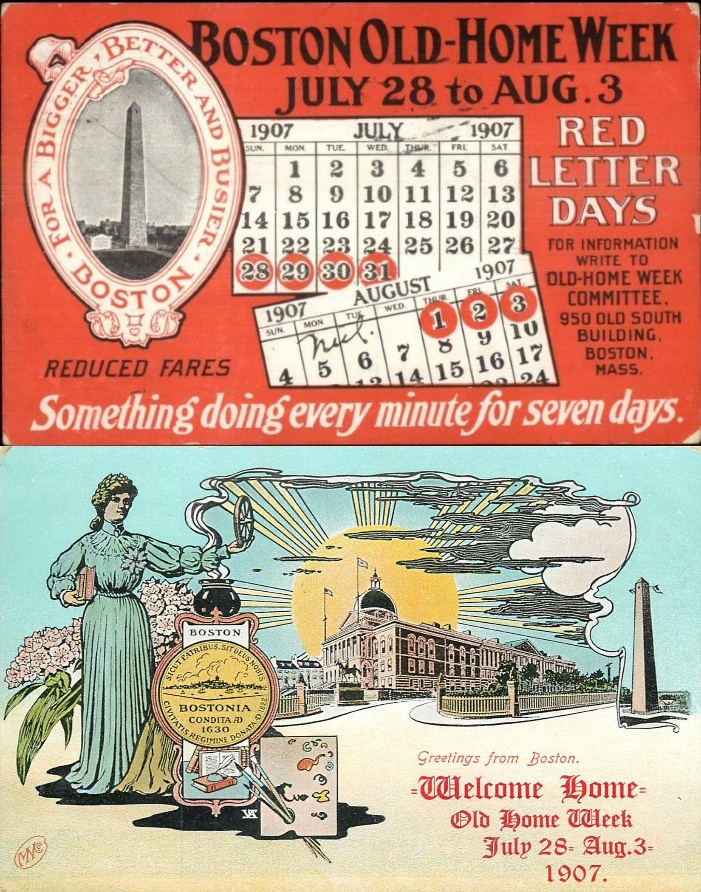 BOSTON OLD-HOME WEEK
JULY 28 TO AUG. 3
· FOR A BIGGER, BETTER AND BUSIER ·
BOSTON
1907 JULY 1907
SUN. MON. TUE. WED. THUR. FRI. SAT.
1 2 3 4 5 6
7 8 9 10 11 12 13
14 15 16 17 18 19 20
21 22 23 24 25 26 27
28 29 30 31
1907 AUGUST 1907
SUN. MON TUE. WED. THUR. FRI. SAT.
1 2 3
4 5 6 7 8 9 10
12 13 14 15 16 17
24
RED
LETTER
DAYS
FOR INFORMATION
WRITE TO
OLD-HOME WEEK
COMMITTEE,
950 OLD SOUTH
BUILDING,
BOSTON,
MASS.
REDUCED FARES
Something doing every minute for seven days.
BOSTON
SICUT PATRIBUS. SIT DEUS NOBIS
BOSTONIA
CONDITA AD
1630
CIVITATIS REGIMINE DONATA AD 1822
Greetings from Boston.
=Welcome Home=
Old Home Week
July 28= Aug. 3=
1907.